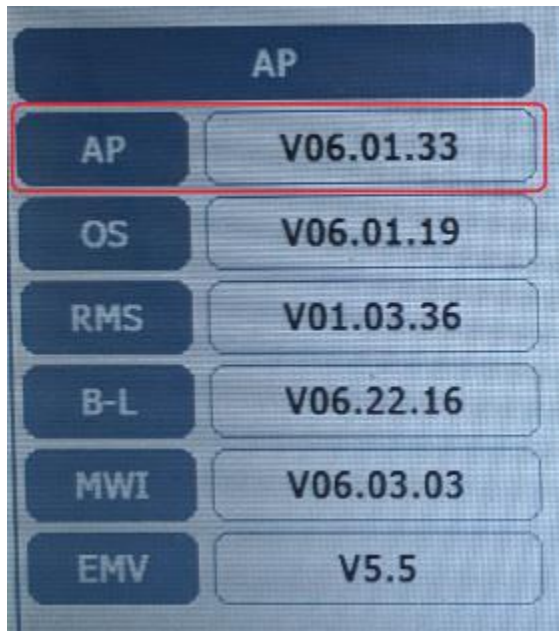 AP
AP V06.01.33
OS V06.01.19
RMS V01.03.36
B-L V06.22.16
MWI V06.03.03
EMV V5.5